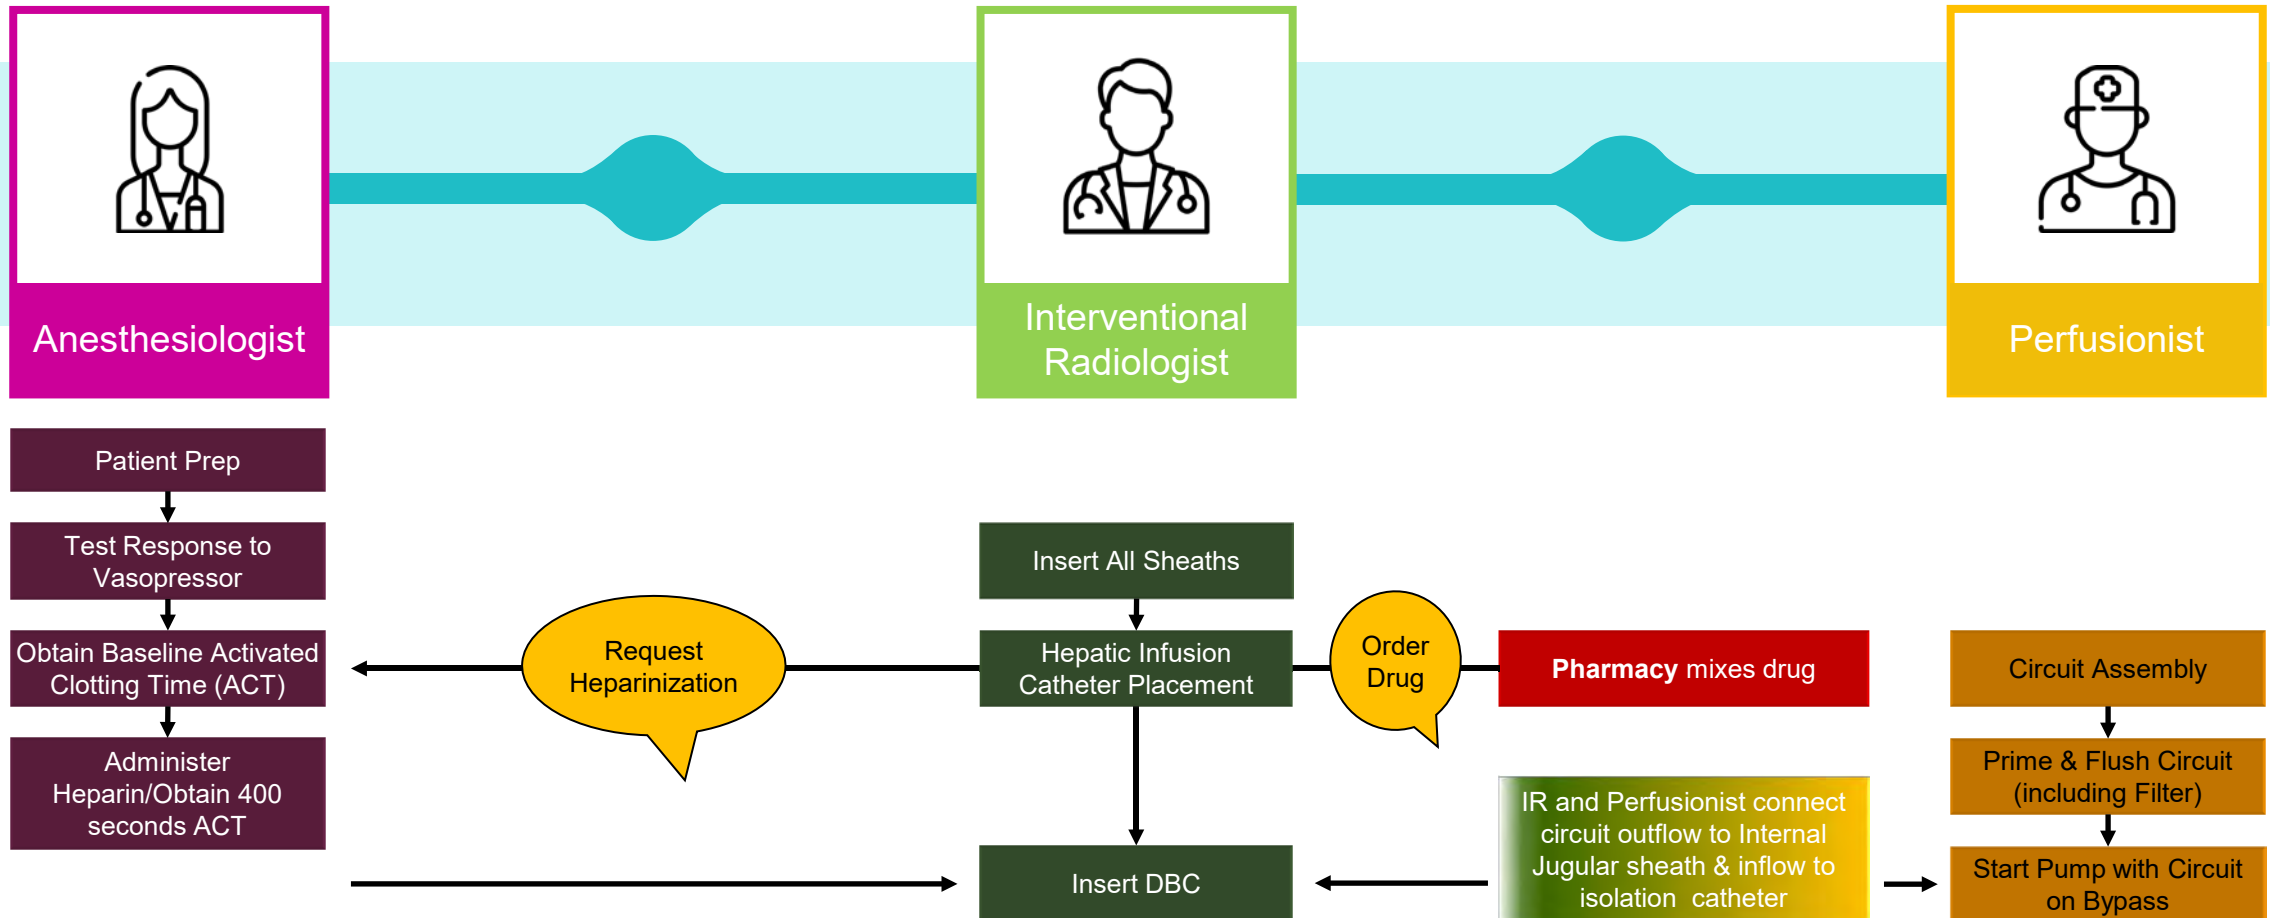 Anesthesiologist
Interventional
Radiologist
Perfusionist
Patient Prep
Test Response to
Vasopressor
Obtain Baseline Activated
Clotting Time (ACT)
Administer
Heparin/Obtain 400
seconds ACT
Request
Heparinization
Insert All Sheaths
Hepatic Infusion
Catheter Placement
Insert DBC
Order
Drug
Pharmacy mixes drug
IR and Perfusionist connect
circuit outflow to Internal
Jugular sheath & inflow to
isolation catheter
Circuit Assembly
Prime & Flush Circuit
(including Filter)
Start Pump with Circuit
on Bypass